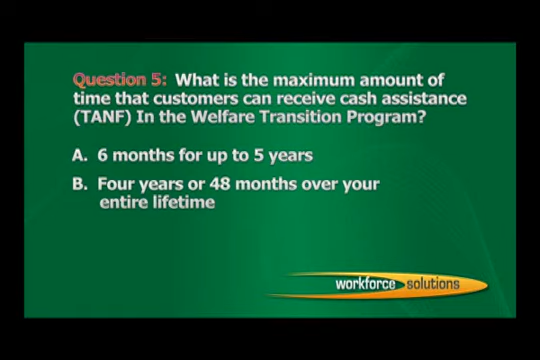 Question 5: What is the maximum amount of
time that customers can receive cash assistance
(TANF) In the Welfare Transition Program?
A. 6 months for up to 5 years
B. Four years or 48 months over your
entire lifetime
workforce solutions